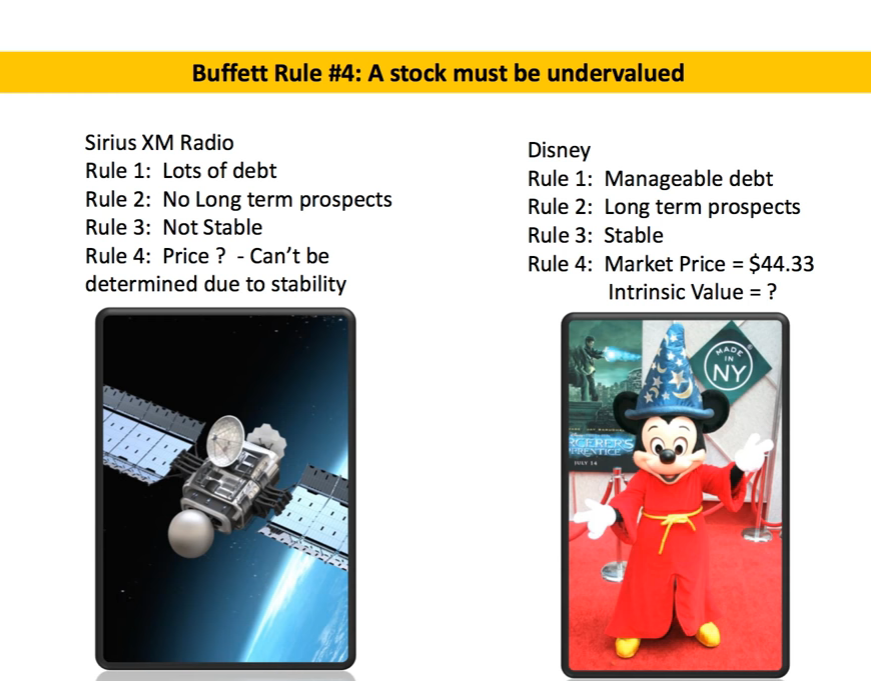 Buffett Rule #4: A stock must be undervalued
Sirius XM Radio
Rule 1: Lots of debt
Rule 2: No Long term prospects
Rule 3: Not Stable
Rule 4: Price ? - Can't be
determined due to stability
Disney
Rule 1: Manageable debt
Rule 2: Long term prospects
Rule 3: Stable
Rule 4: Market Price = $44.33
Intrinsic Value = ?
MADE
IN
NY
JULY 14